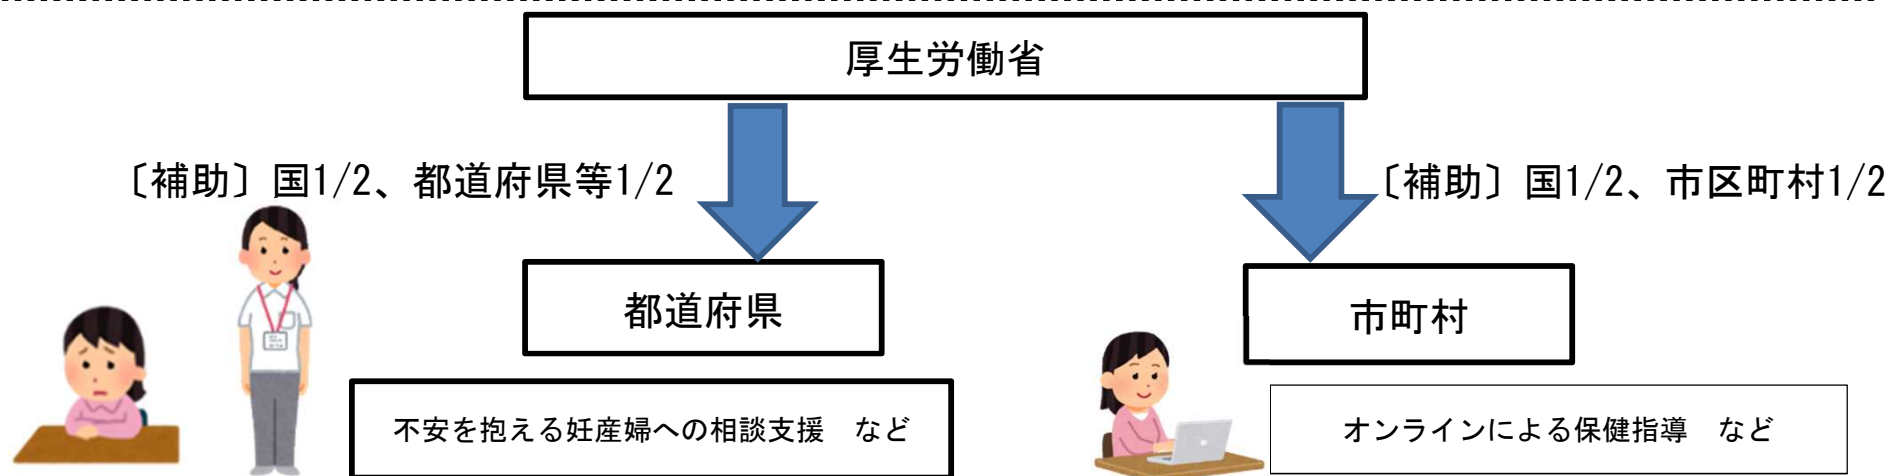 厚生労働省
〔補助〕国1/2、都道府県等1/2
〔補助〕国1/2、市区町村1/2
都道府県
市町村
不安を抱える妊産婦への相談支援　など
オンラインによる保健指導　など